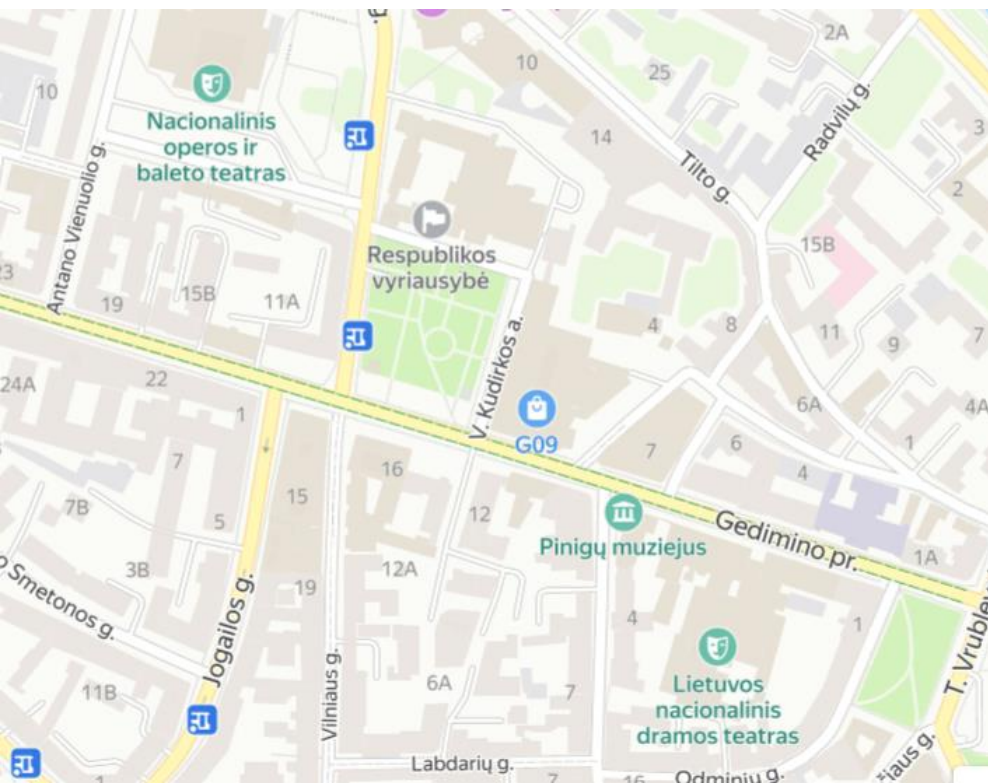 2A
10
25
10
Nacionalinis
operos ir
baleto teatras
14
Radvilų g.
3
Tilto g.
2
Antano Vienuolio g.
Respublikos
vyriausybė
15B
23
19
15B
11A
4
8
11
9
7
V. Kudirkos a.
24A
22
1
G09
6A
4A
7
6
1
16
4
7
15
12
7B
5
Pinigų muziejus
Gedimino pr.
1A
3B
12A
19
o Smetonos g.
Jogailos g.
4
1
Vilniaus g.
11B
6A
7
Lietuvos
nacionalinis
dramos teatras
Labdarių g.
7
16
Odminių g.
1